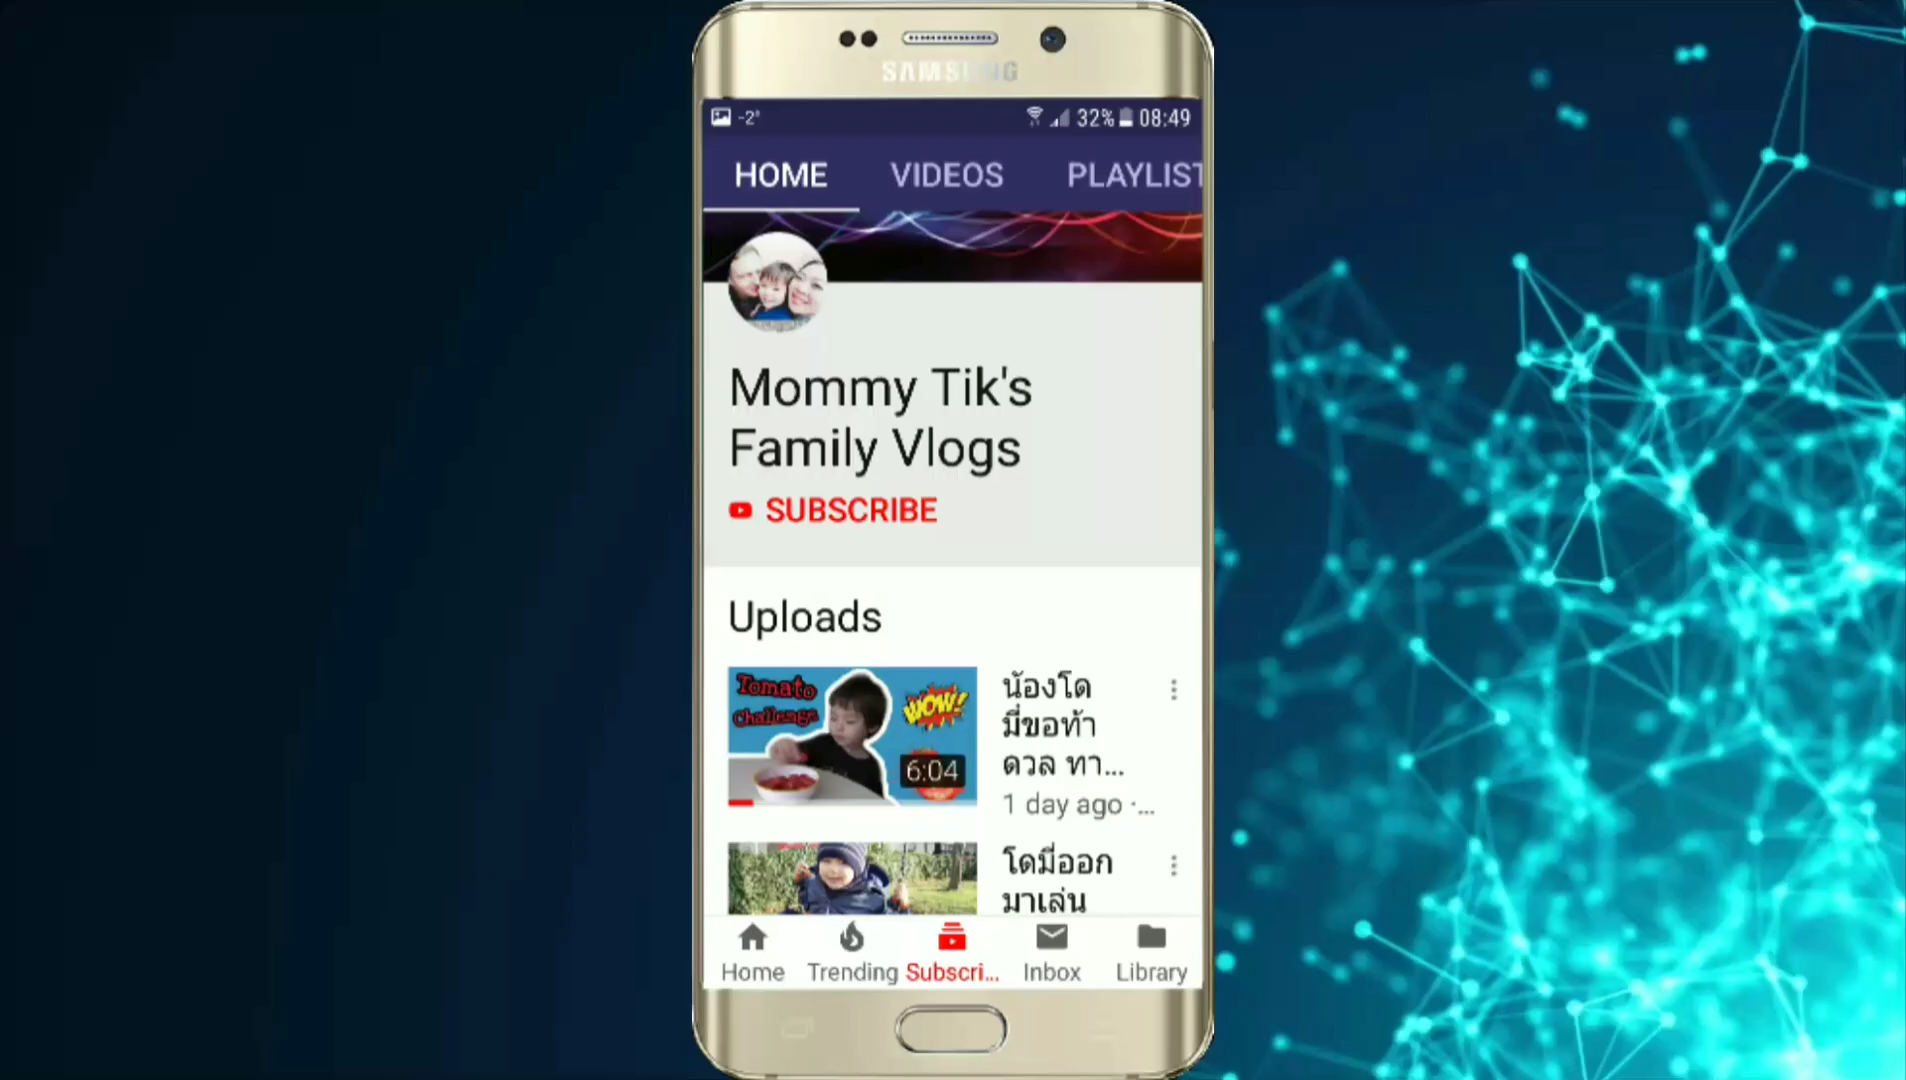 SAMSUNG
-2° 32% 08:49
HOME VIDEOS PLAYLIST
Mommy Tik's
Family Vlogs
SUBSCRIBE
Uploads
Tomato
Challenge
WOW!
6:04
น้องโด
มี่ขอท้า
ดวล ทา...
1 day ago ·...
โดมี่ออก
มาเล่น
Home Trending Subscri... Inbox Library